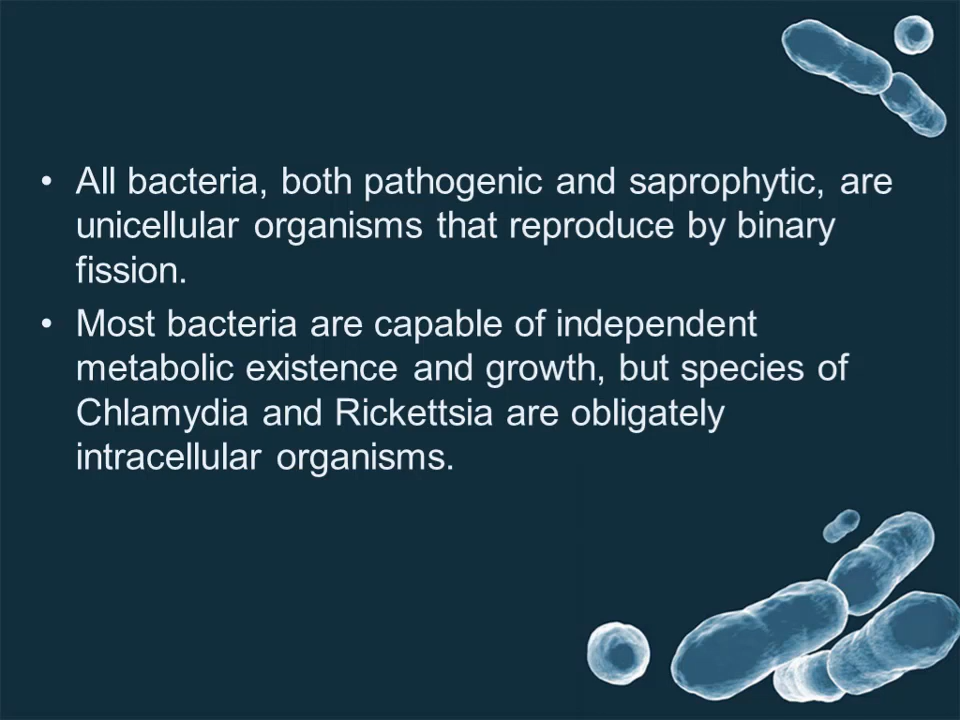 • All bacteria, both pathogenic and saprophytic, are
unicellular organisms that reproduce by binary
fission.
• Most bacteria are capable of independent
metabolic existence and growth, but species of
Chlamydia and Rickettsia are obligately
intracellular organisms.